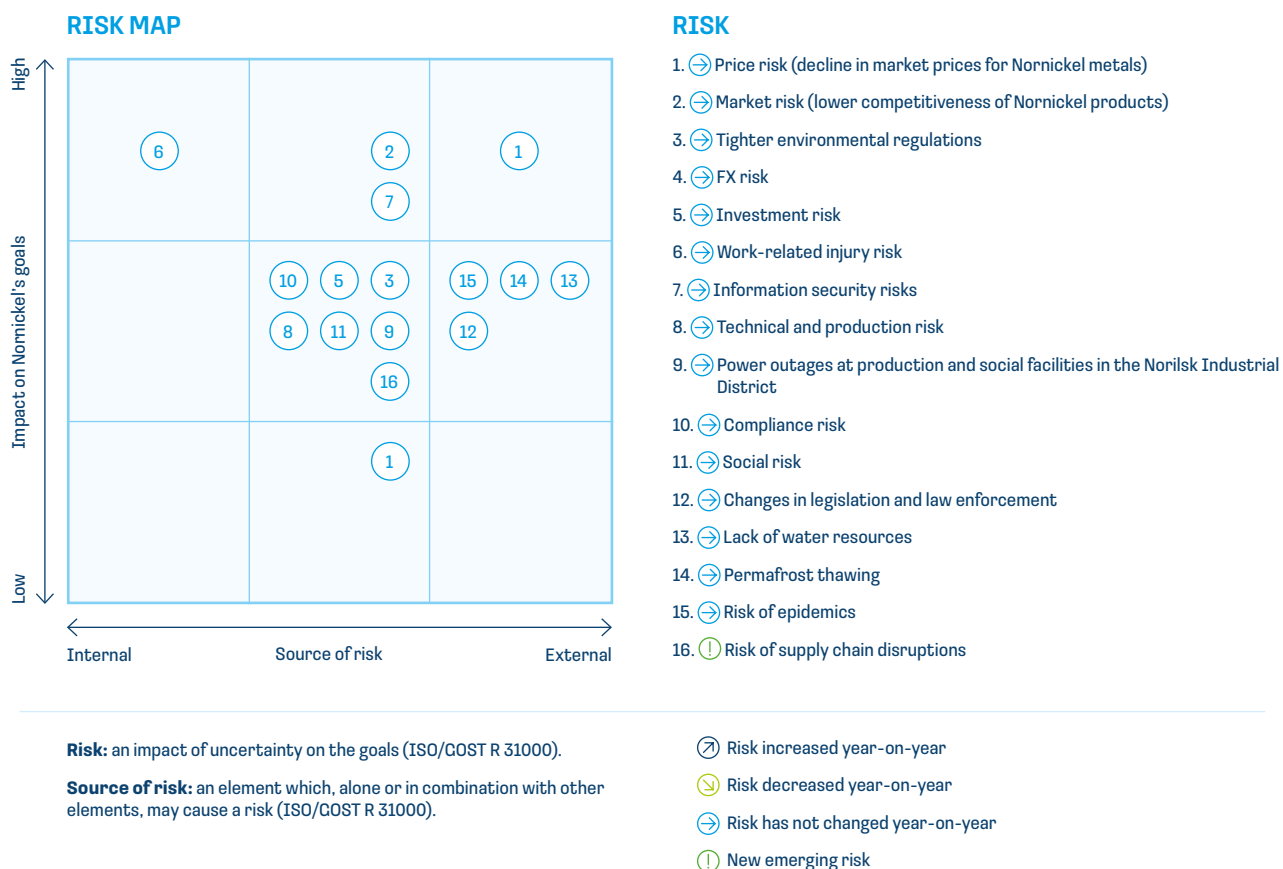 RISK MAP
High
Impact on Nornickel's goals
Low
6
2
1
7
10
5
3
15
14
13
8
11
9
12
16
1
Internal
Source of risk
External
RISK
1. Price risk (decline in market prices for Nornickel metals)
2. Market risk (lower competitiveness of Nornickel products)
3. Tighter environmental regulations
4. FX risk
5. Investment risk
6. Work-related injury risk
7. Information security risks
8. Technical and production risk
9. Power outages at production and social facilities in the Norilsk Industrial
District
10. Compliance risk
11. Social risk
12. Changes in legislation and law enforcement
13. Lack of water resources
14. Permafrost thawing
15. Risk of epidemics
16. Risk of supply chain disruptions
Risk: an impact of uncertainty on the goals (ISO/GOST R 31000).
Source of risk: an element which, alone or in combination with other
elements, may cause a risk (ISO/GOST R 31000).
Risk increased year-on-year
Risk decreased year-on-year
Risk has not changed year-on-year
New emerging risk